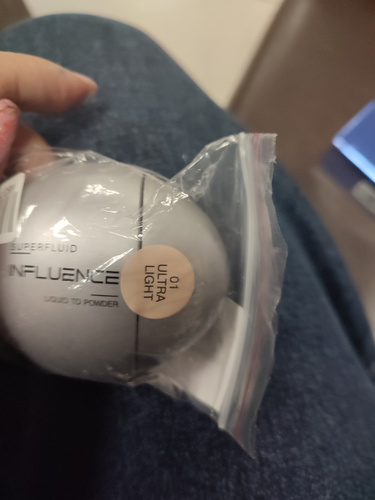 SUPERFLUID
INFLUENCE
LIQUID TO POWDER
01
ULTRA
LIGHT